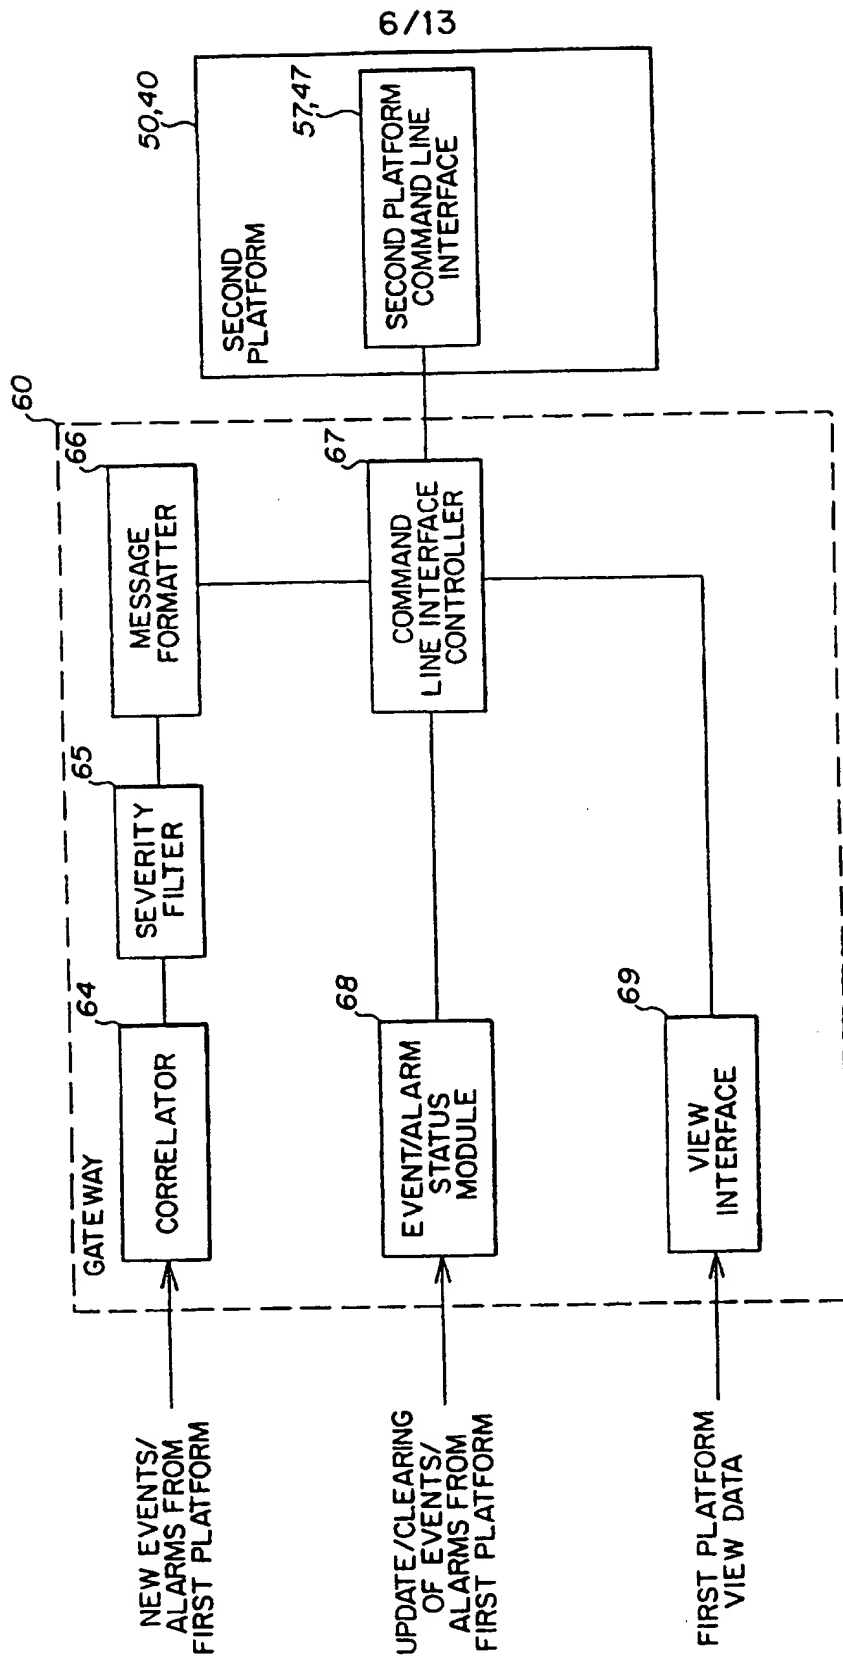 6/13
GATEWAY
60
NEW EVENTS/
ALARMS FROM
FIRST PLATFORM
64
CORRELATOR
65
SEVERITY
FILTER
66
MESSAGE
FORMATTER
UPDATE/CLEARING
OF EVENTS/
ALARMS FROM
FIRST PLATFORM
68
EVENT/ALARM
STATUS
MODULE
67
COMMAND
LINE INTERFACE
CONTROLLER
FIRST PLATFORM
VIEW DATA
69
VIEW
INTERFACE
50,40
SECOND
PLATFORM
57,47
SECOND PLATFORM
COMMAND LINE
INTERFACE